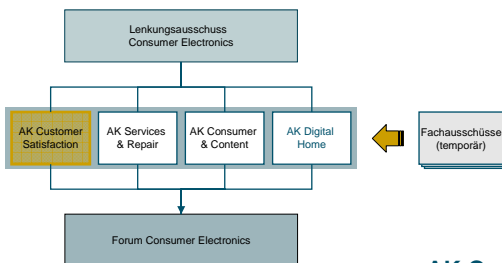 Lenkungsausschuss
Consumer Electronics
AK Customer
Satisfaction
AK Services
& Repair
AK Consumer
& Content
AK Digital
Home
Fachausschüsse
(temporär)
Forum Consumer Electronics